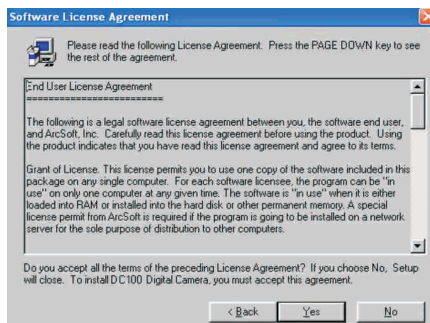 Software License Agreement
Please read the following License Agreement. Press the PAGE DOWN key to see
the rest of the agreement.
End User License Agreement
=========================
The following is a legal software license agreement between you, the software end user,
and ArcSoft, Inc. Carefully read this license agreement before using the product. Using
the product indicates that you have read this license agreement and agree to its terms.
Grant of License. This license permits you to use one copy of the software included in this
package on any single computer. For each software licensee, the program can be "in
use" on only one computer at any given time. The software is "in use" when it is either
loaded into RAM or installed into the hard disk or other permanent memory. A special
license permit from ArcSoft is required if the program is going to be installed on a network
server for the sole purpose of distribution to other computers.
Do you accept all the terms of the preceding License Agreement? If you choose No, Setup
will close. To install DC100 Digital Camera, you must accept this agreement.
< Back Yes No